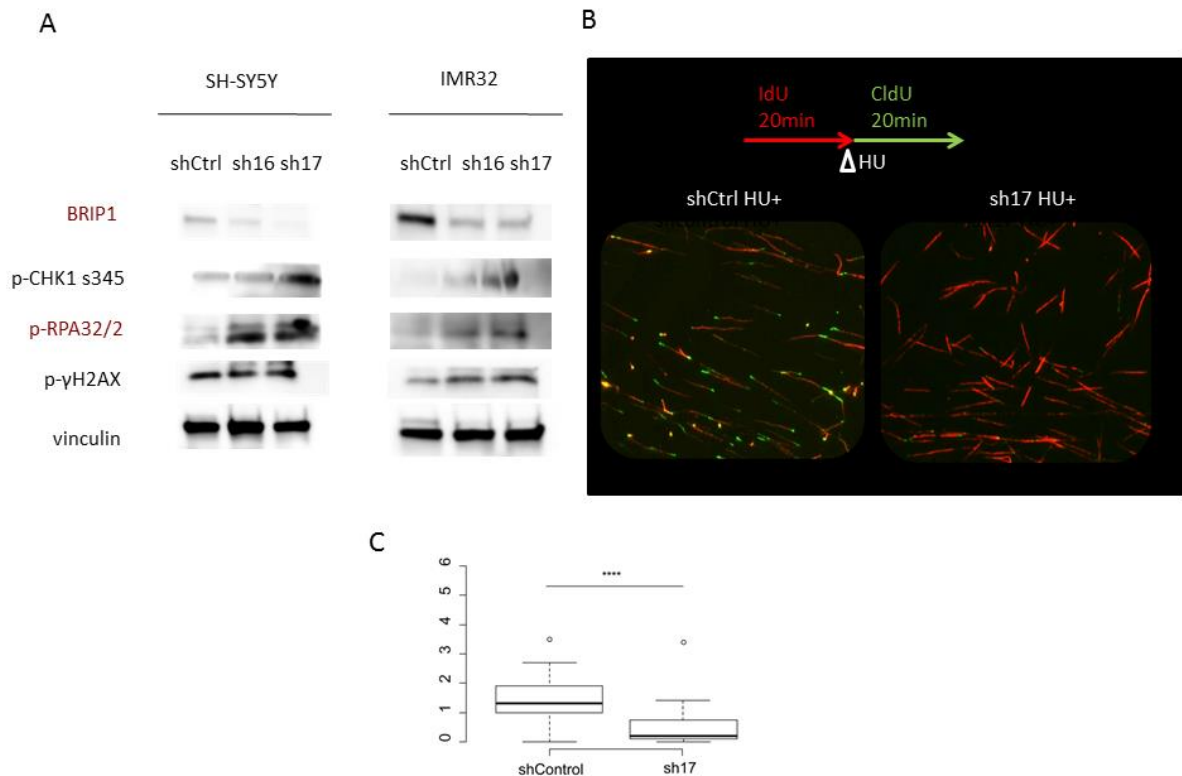 A
SH-SY5Y
IMR32
shCtrl sh16 sh17
shCtrl sh16 sh17
BRIP1
p-CHK1 s345
p-RPA32/2
p-γH2AX
vinculin
B
IdU
20min
CldU
20min
HU
shCtrl HU+
sh17 HU+
C
6
5
4
3
2
1
0
****
shControl
sh17